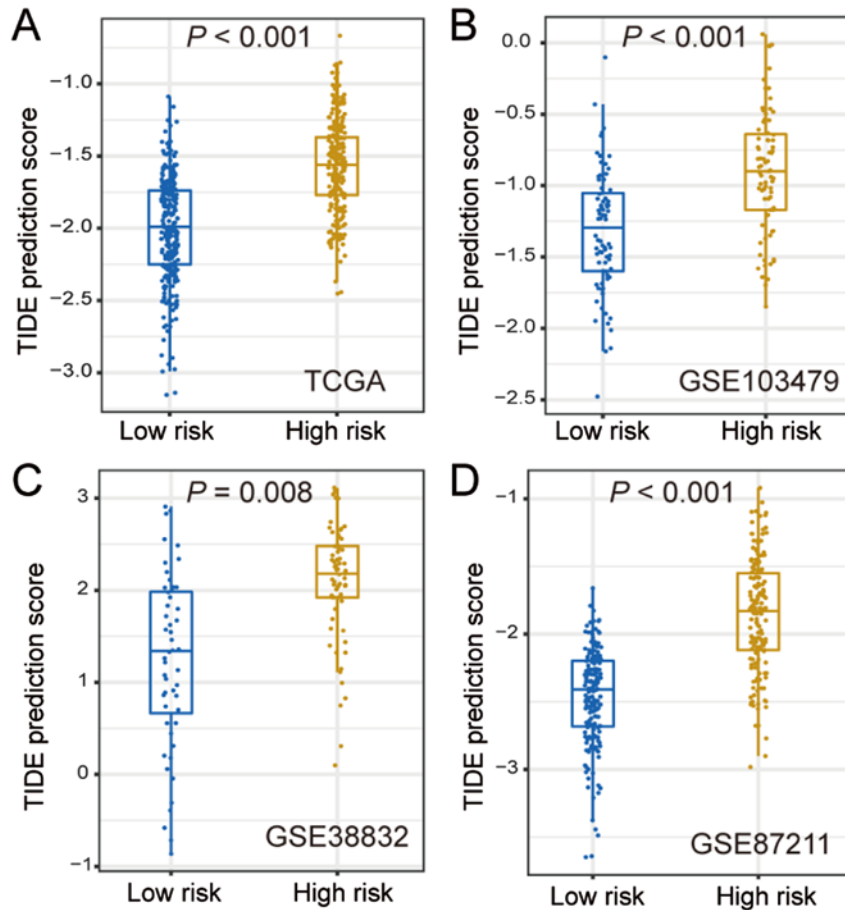 A
P < 0.001
TIDE prediction score
−1.0
−1.5
−2.0
−2.5
−3.0
TCGA
Low risk
High risk
B
P < 0.001
TIDE prediction score
0.0
−0.5
−1.0
−1.5
−2.0
−2.5
GSE103479
Low risk
High risk
C
P = 0.008
TIDE prediction score
3
2
1
0
−1
GSE38832
Low risk
High risk
D
P < 0.001
TIDE prediction score
−1
−2
−3
GSE87211
Low risk
High risk